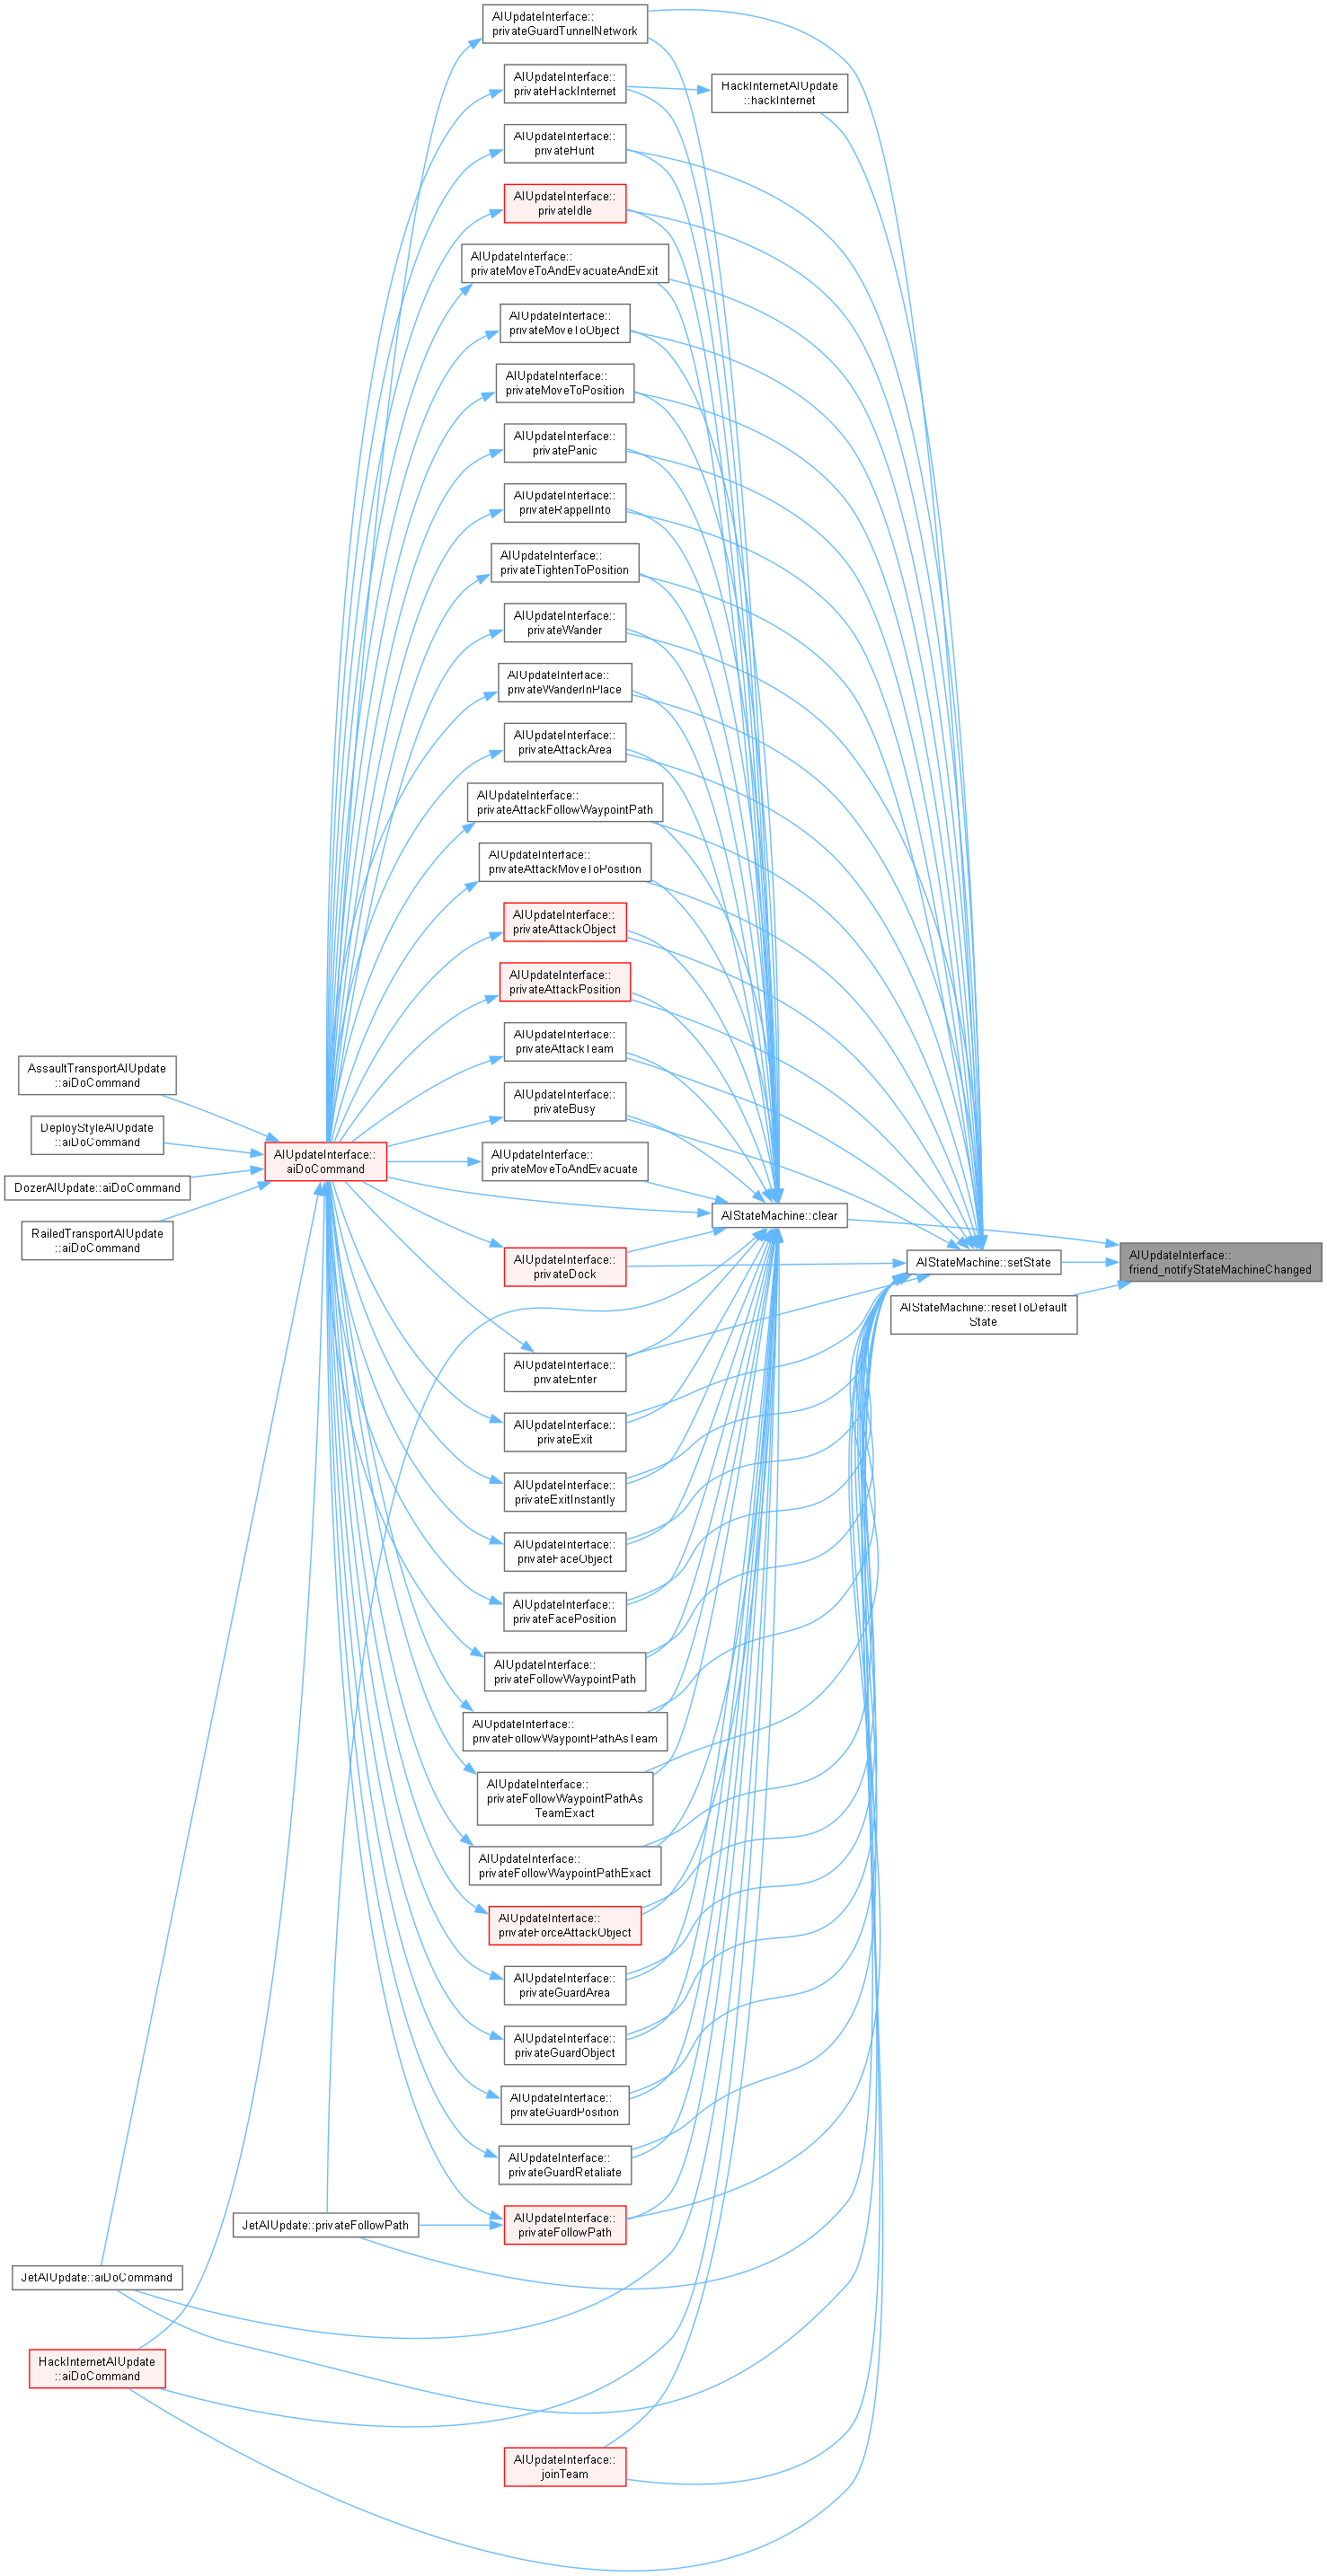 AIUpdateInterface::
privateGuardTunnelNetwork
AIUpdateInterface::
privateHackInternet
HackInternetAIUpdate
::hackInternet
AIUpdateInterface::
privateHunt
AIUpdateInterface::
privateIdle
AIUpdateInterface::
privateMoveToAndEvacuateAndExit
AIUpdateInterface::
privateMoveToObject
AIUpdateInterface::
privateMoveToPosition
AIUpdateInterface::
privatePanic
AIUpdateInterface::
privateRappelInto
AIUpdateInterface::
privateTightenToPosition
AIUpdateInterface::
privateWander
AIUpdateInterface::
privateWanderInPlace
AIUpdateInterface::
privateAttackArea
AIUpdateInterface::
privateAttackFollowWaypointPath
AIUpdateInterface::
privateAttackMoveToPosition
AIUpdateInterface::
privateAttackObject
AIUpdateInterface::
privateAttackPosition
AIUpdateInterface::
privateAttackTeam
AssaultTransportAIUpdate
::aiDoCommand
AIUpdateInterface::
privateBusy
DeployStyleAIUpdate
::aiDoCommand
AIUpdateInterface::
aiDoCommand
AIUpdateInterface::
privateMoveToAndEvacuate
DozerAIUpdate::aiDoCommand
AIStateMachine::clear
RailedTransportAIUpdate
::aiDoCommand
AIUpdateInterface::
privateDock
AIStateMachine::setState
AIUpdateInterface::
friend_notifyStateMachineChanged
AIStateMachine::resetToDefault
State
AIUpdateInterface::
privateEnter
AIUpdateInterface::
privateExit
AIUpdateInterface::
privateExitInstantly
AIUpdateInterface::
privateFaceObject
AIUpdateInterface::
privateFacePosition
AIUpdateInterface::
privateFollowWaypointPath
AIUpdateInterface::
privateFollowWaypointPathAsTeam
AIUpdateInterface::
privateFollowWaypointPathAs
TeamExact
AIUpdateInterface::
privateFollowWaypointPathExact
AIUpdateInterface::
privateForceAttackObject
AIUpdateInterface::
privateGuardArea
AIUpdateInterface::
privateGuardObject
AIUpdateInterface::
privateGuardPosition
AIUpdateInterface::
privateGuardRetaliate
JetAIUpdate::privateFollowPath
AIUpdateInterface::
privateFollowPath
JetAIUpdate::aiDoCommand
HackInternetAIUpdate
::aiDoCommand
AIUpdateInterface::
joinTeam